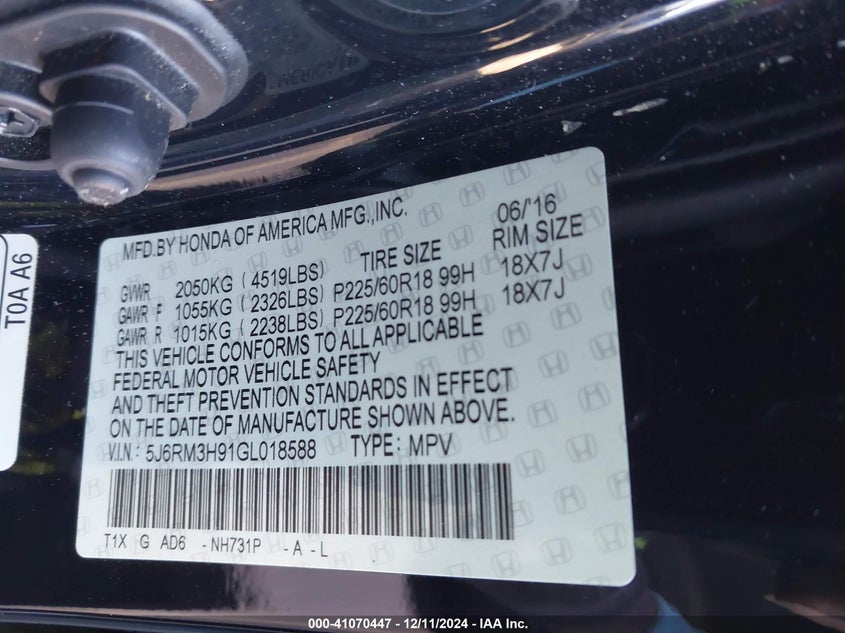 MFD.BY HONDA OF AMERICA MFG.,INC. 06/'16
TIRE SIZE RIM SIZE
GVWR 2050KG ( 4519LBS)
GAWR F 1055KG ( 2326LBS) P225/60R18 99H 18X7J
GAWR R 1015KG ( 2238LBS) P225/60R18 99H 18X7J
THIS VEHICLE CONFORMS TO ALL APPLICABLE
FEDERAL MOTOR VEHICLE SAFETY
AND THEFT PREVENTION STANDARDS IN EFFECT
ON THE DATE OF MANUFACTURE SHOWN ABOVE.
V.I.N.: 5J6RM3H91GL018588 TYPE: MPV
T1X G AD6 -NH731P -A -L
T0A A6
000-41070447 - 12/11/2024 - IAA Inc.